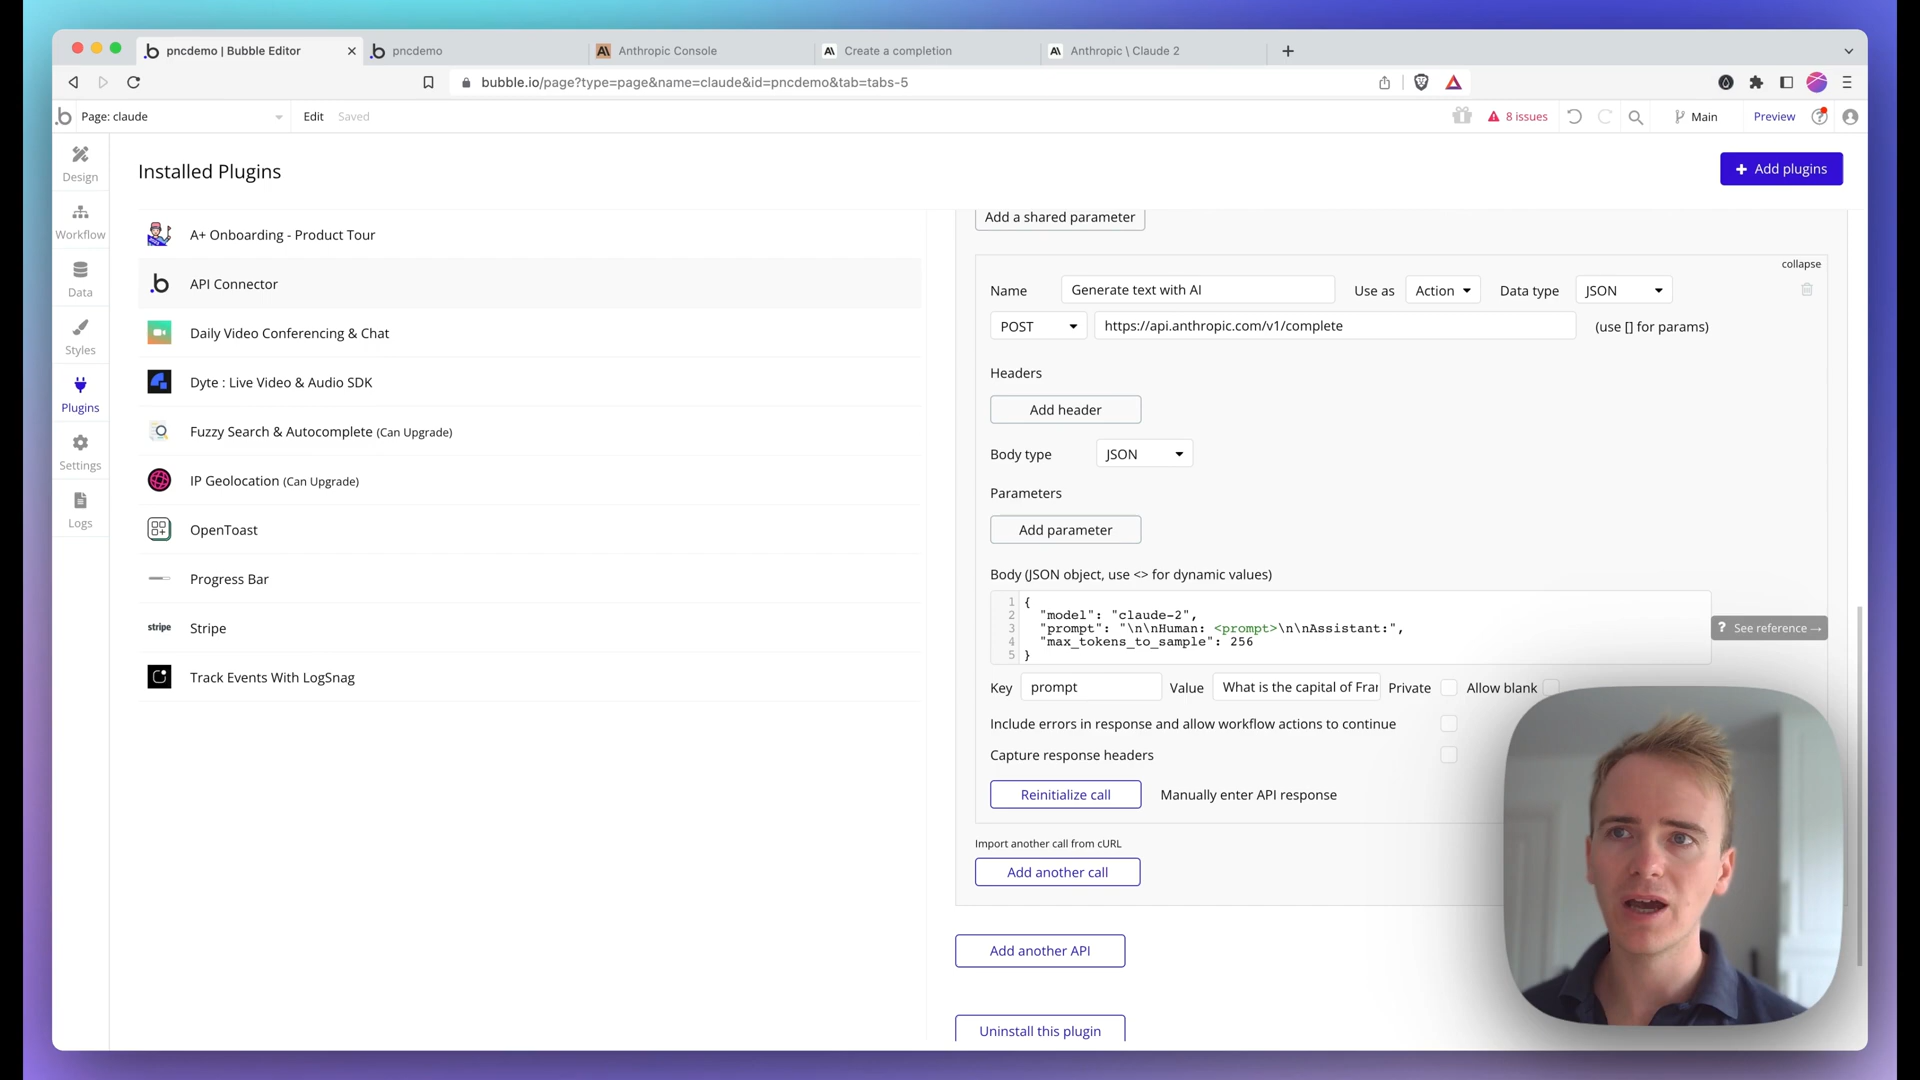 pncdemo | Bubble Editor
pncdemo
Anthropic Console
Create a completion
Anthropic \ Claude 2
bubble.io/page?type=page&name=claude&id=pncdemo&tab=tabs-5
Page: claude
Edit
Saved
8 issues
Main
Preview
Design
Workflow
Data
Styles
Plugins
Settings
Logs
Installed Plugins
Add plugins
A+ Onboarding - Product Tour
API Connector
Daily Video Conferencing & Chat
Dyte : Live Video & Audio SDK
Fuzzy Search & Autocomplete (Can Upgrade)
IP Geolocation (Can Upgrade)
OpenToast
Progress Bar
stripe Stripe
Track Events With LogSnag
Add a shared parameter
collapse
Name Generate text with AI Use as Action Data type JSON
POST https://api.anthropic.com/v1/complete (use [] for params)
Headers
Add header
Body type JSON
Parameters
Add parameter
Body (JSON object, use <> for dynamic values)
1 {
2 "model": "claude-2",
3 "prompt": "\n\nHuman: <prompt>\n\nAssistant:",
4 "max_tokens_to_sample": 256
5 }
? See reference →
Key prompt Value What is the capital of Fran Private Allow blank
Include errors in response and allow workflow actions to continue
Capture response headers
Reinitialize call Manually enter API response
Import another call from cURL
Add another call
Add another API
Uninstall this plugin